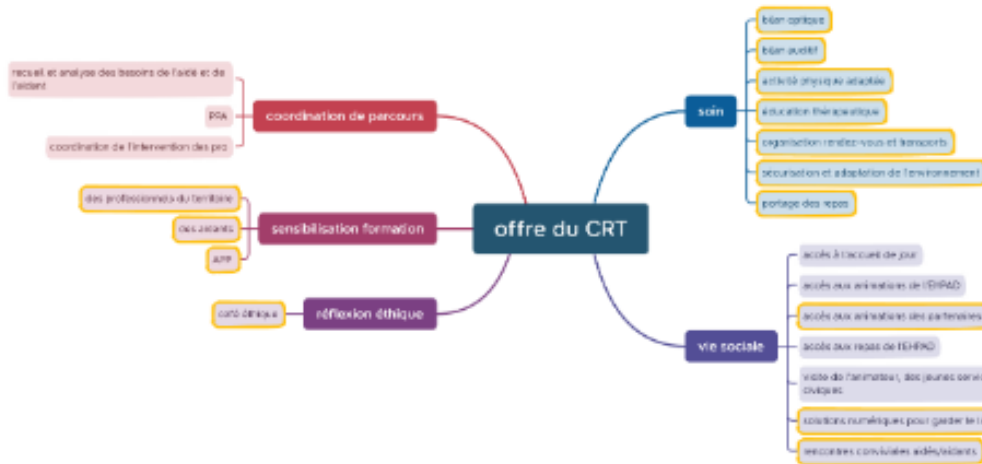 recueil et analyse des besoins de l'aidé et de
l'aidant
PPA
coordination de l'intervention des pro
coordination de parcours
des professionnels du territoire
des aidants
APP
sensibilisation formation
café éthique
réflexion éthique
offre du CRT
soin
bilan optique
bilan auditif
activité physique adaptée
éducation thérapeutique
organisation rendez-vous et transports
sécurisation et adaptation de l'environnement
portage des repas
vie sociale
accès à l'accueil de jour
accès aux animations de l'EHPAD
accès aux animations des partenaires
accès aux repas de l'EHPAD
visite de l'animateur, des jeunes servi
civiques
solutions numériques pour garder le l
rencontres conviviales aidés/aidants